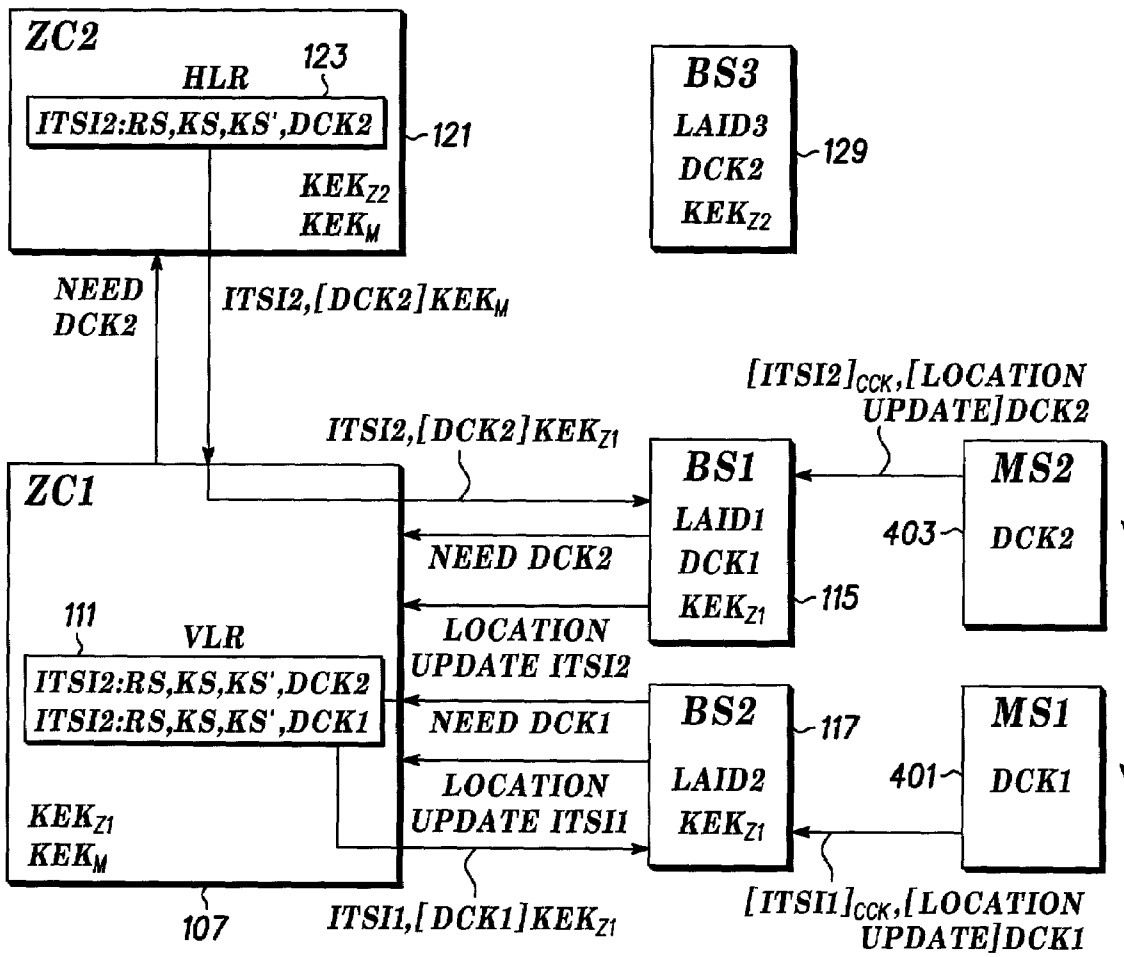 ZC2
HLR
123
ITSI2:RS,KS,KS',DCK2
121
KEKZ2
KEKM
BS3
LAID3
DCK2
KEKZ2
129
NEED
DCK2
ITSI2,[DCK2]KEKM
[ITSI2]CCK,[LOCATION
UPDATE]DCK2
ITSI2,[DCK2]KEKZ1
ZC1
BS1
LAID1
DCK1
KEKZ1
115
MS2
DCK2
403
NEED DCK2
LOCATION
UPDATE ITSI2
111
VLR
ITSI2:RS,KS,KS',DCK2
ITSI2:RS,KS,KS',DCK1
NEED DCK1
BS2
LAID2
KEKZ1
117
MS1
DCK1
401
LOCATION
UPDATE ITSI1
KEKZ1
KEKM
107
ITSI1,[DCK1]KEKZ1
[ITSI1]CCK,[LOCATION
UPDATE]DCK1